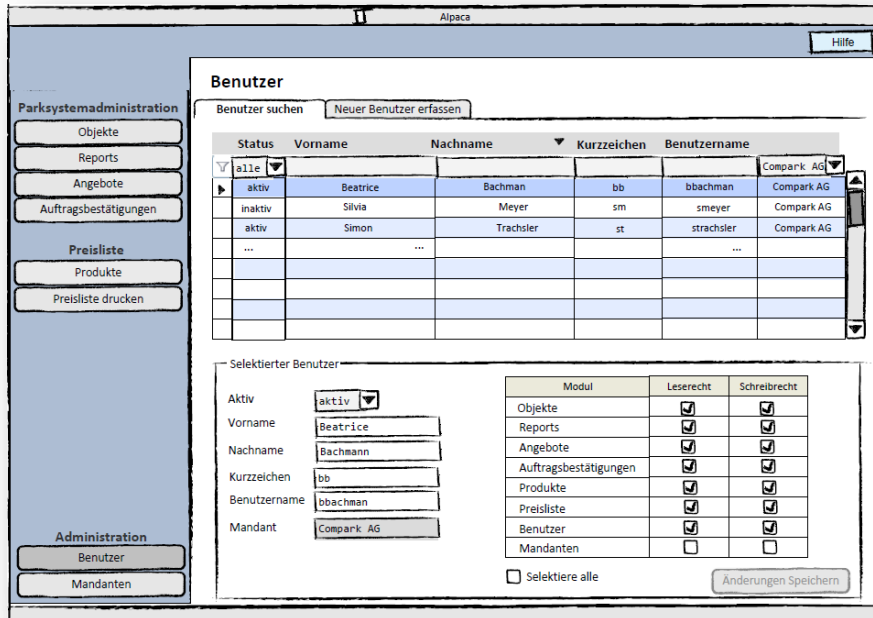 Alpaca
Hilfe
Benutzer
Benutzer suchen Neuer Benutzer erfassen
Parksystemadministration
Objekte
Reports
Angebote
Auftragsbestätigungen
Preisliste
Produkte
Preisliste drucken
Administration
Benutzer
Mandanten
Status Vorname Nachname Kurzzeichen Benutzername
alle Compark AG
aktiv Beatrice Bachman bb bbachman Compark AG
inaktiv Silvia Meyer sm smeyer Compark AG
aktiv Simon Trachsler st strachsler Compark AG
... ... ...
Selektierter Benutzer
Aktiv aktiv
Vorname Beatrice
Nachname Bachmann
Kurzzeichen bb
Benutzername bbachman
Mandant Compark AG
Modul Leserecht Schreibrecht
Objekte
Reports
Angebote
Auftragsbestätigungen
Produkte
Preisliste
Benutzer
Mandanten
Selektiere alle
Änderungen Speichern